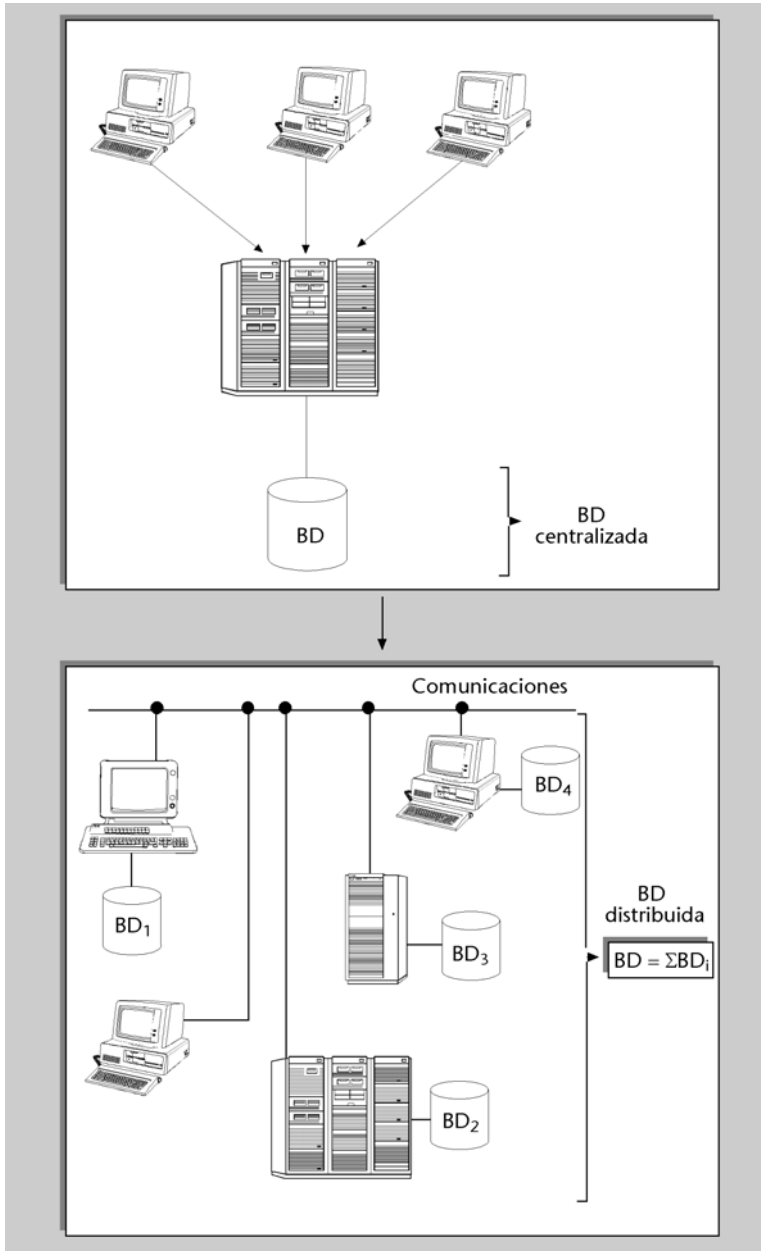 BD
BD
centralizada
Comunicaciones
BD₄
BD₁
BD₃
BD
distribuida
BD = ΣBDᵢ
BD₂